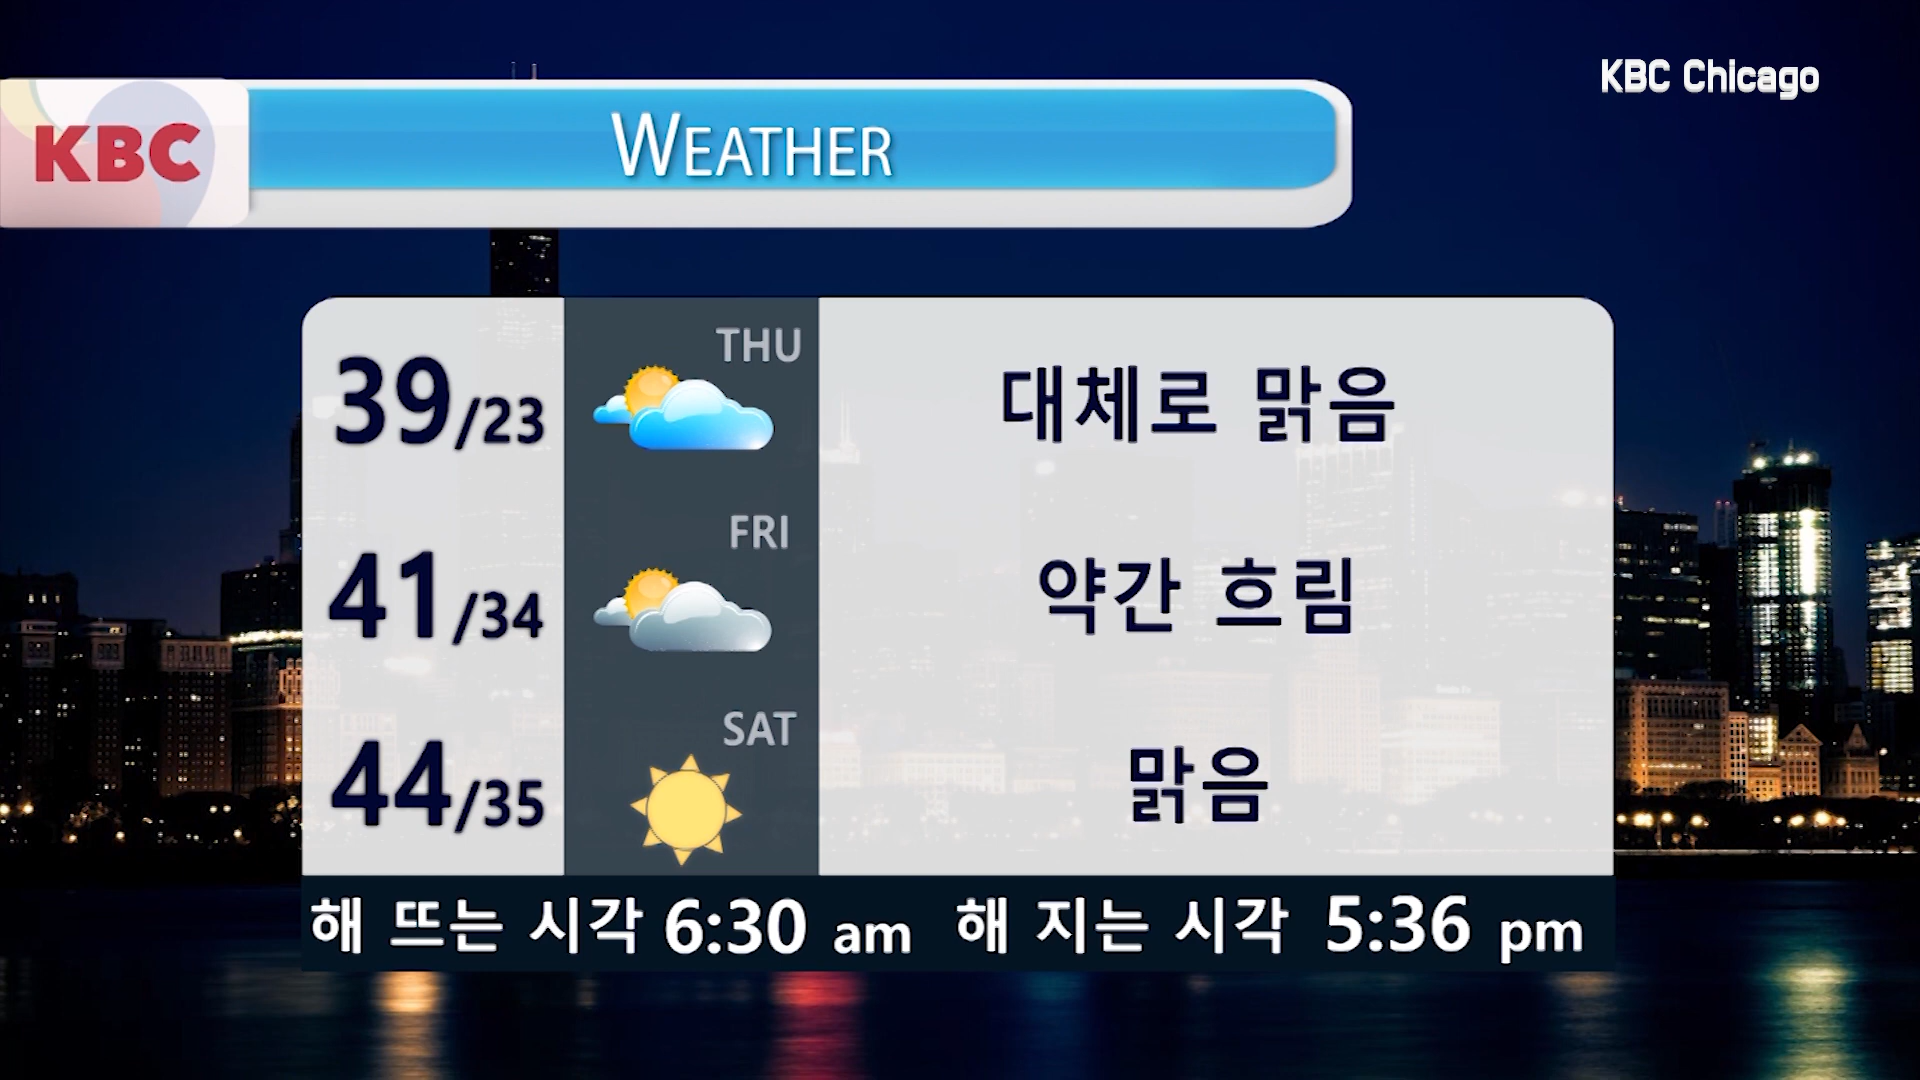 KBC Chicago
KBC
WEATHER
39/23
THU
대체로 맑음
41/34
FRI
약간 흐림
44/35
SAT
맑음
해 뜨는 시각 6:30 am 해 지는 시각 5:36 pm